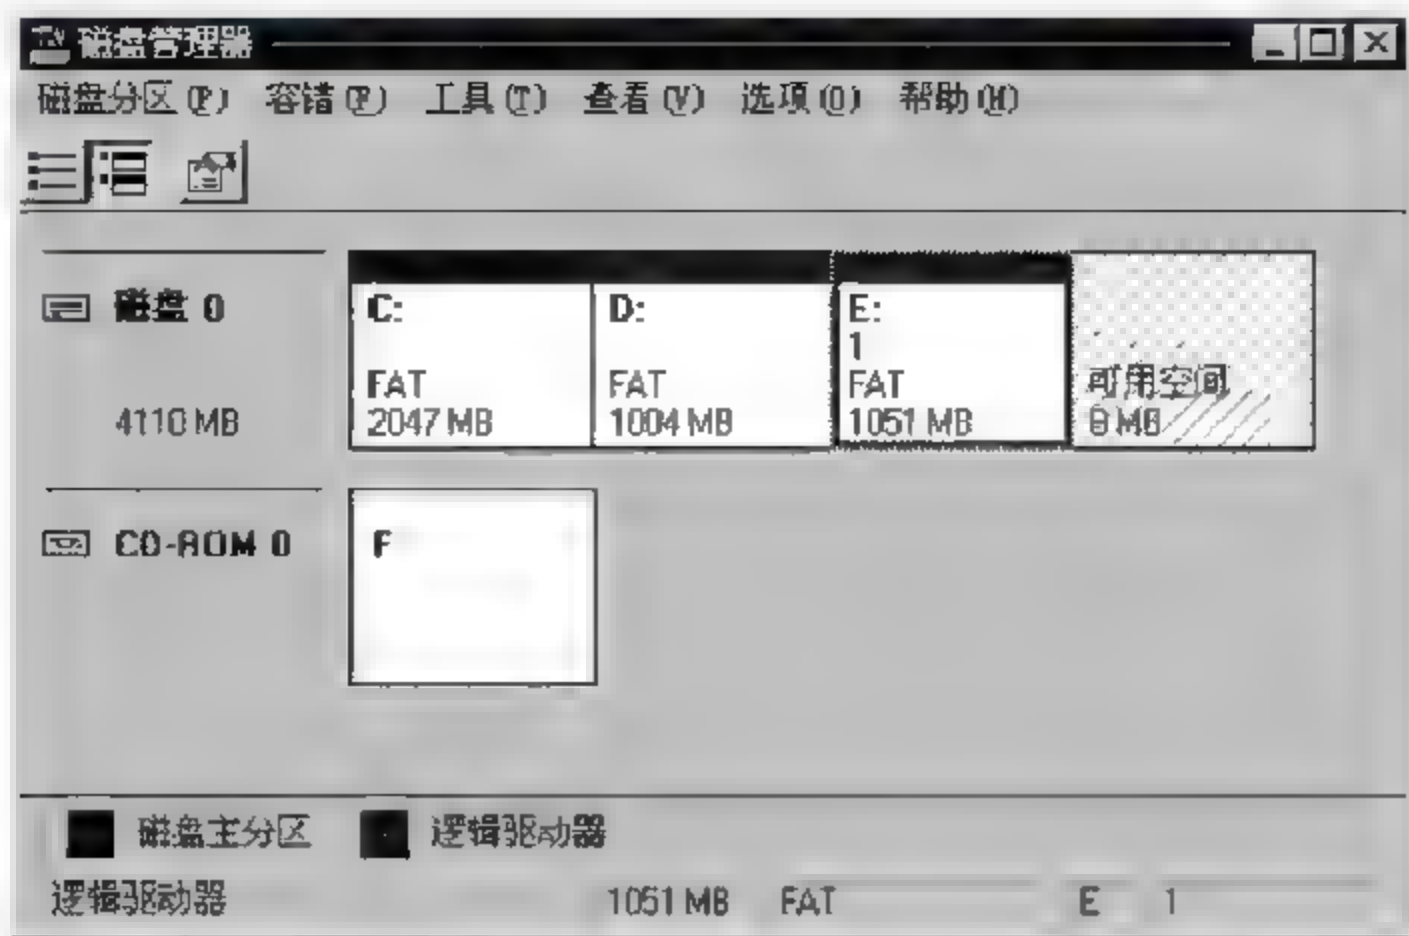 磁盘管理器
磁盘分区(P) 容错(F) 工具(T) 查看(V) 选项(O) 帮助(H)
磁盘 0
4110 MB
C:
FAT
2047 MB
D:
FAT
1004 MB
E:
1
FAT
1051 MB
可用空间
8 MB
CD-ROM 0
F
磁盘主分区 逻辑驱动器
逻辑驱动器 1051 MB FAT E 1